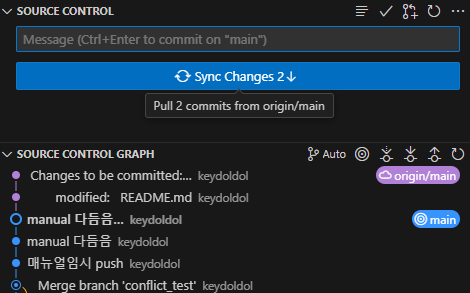 SOURCE CONTROL
Message (Ctrl+Enter to commit on "main")
Sync Changes 2↓
Pull 2 commits from origin/main
SOURCE CONTROL GRAPH
Auto
Changes to be committed:... keydoldol
origin/main
modified: README.md keydoldol
manual 다듬음... keydoldol
main
manual 다듬음 keydoldol
매뉴얼임시 push keydoldol
Merge branch 'conflict_test' keydoldol